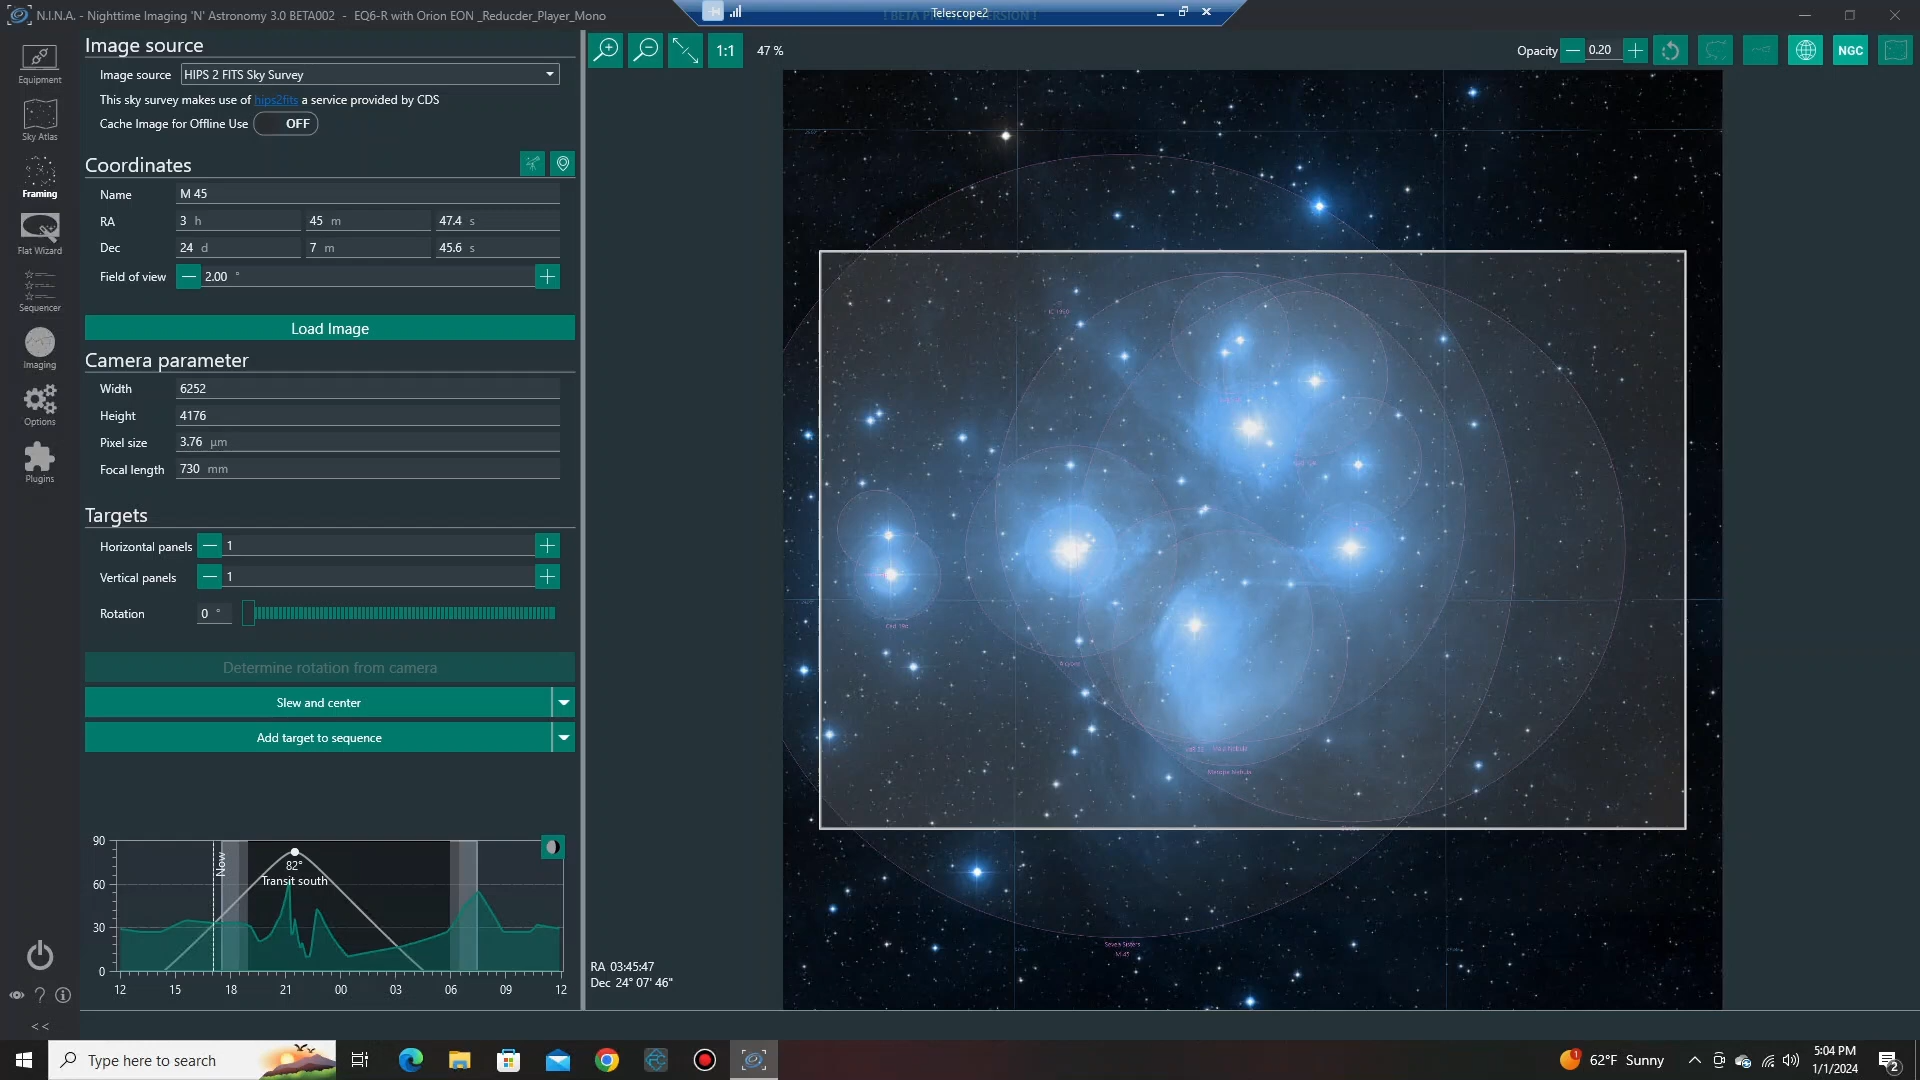 N.I.N.A. - Nighttime Imaging 'N' Astronomy 3.0 BETA002 - EQ6-R with Orion EON _Reducder_Player_Mono
Telescope2
Equipment
Sky Atlas
Framing
Flat Wizard
Sequencer
Imaging
Options
Plugins
<<
Image source
Image source HIPS 2 FITS Sky Survey
This sky survey makes use of hips2fits a service provided by CDS
Cache Image for Offline Use OFF
Coordinates
Name M 45
RA 3 h 45 m 47.4 s
Dec 24 d 7 m 45.6 s
Field of view 2.00 °
Load Image
Camera parameter
Width 6252
Height 4176
Pixel size 3.76 µm
Focal length 730 mm
Targets
Horizontal panels 1
Vertical panels 1
Rotation 0 °
Determine rotation from camera
Slew and center
Add target to sequence
90
60
30
0
Now
82°
Transit south
12 15 18 21 00 03 06 09 12
1:1
47 %
Opacity 0.20
NGC
Merope Nebula
Seven Sisters
M 45
RA 03:45:47
Dec 24° 07' 46"
Type here to search
1
62°F Sunny
5:04 PM
1/1/2024
2